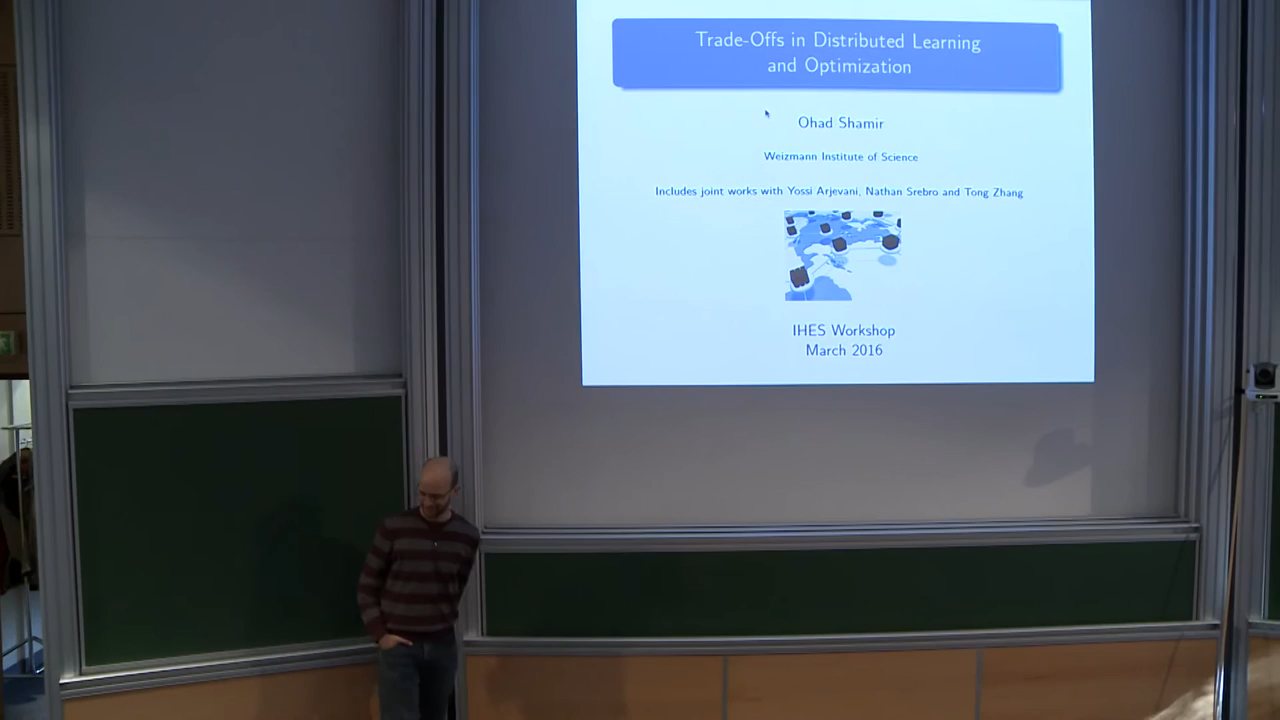 Trade-Offs in Distributed Learning
and Optimization
Ohad Shamir
Weizmann Institute of Science
Includes joint works with Yossi Arjevani, Nathan Srebro and Tong Zhang
IHES Workshop
March 2016